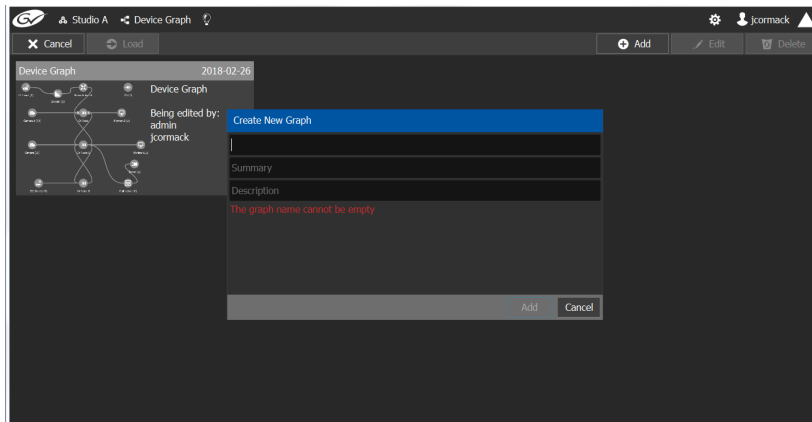 GV
Studio A
Device Graph
jcormack
Cancel
Load
Add
Edit
Delete
Device Graph
2018-02-26
Device Graph
Being edited by:
admin
jcormack
Create New Graph
Summary
Description
The graph name cannot be empty
Add
Cancel